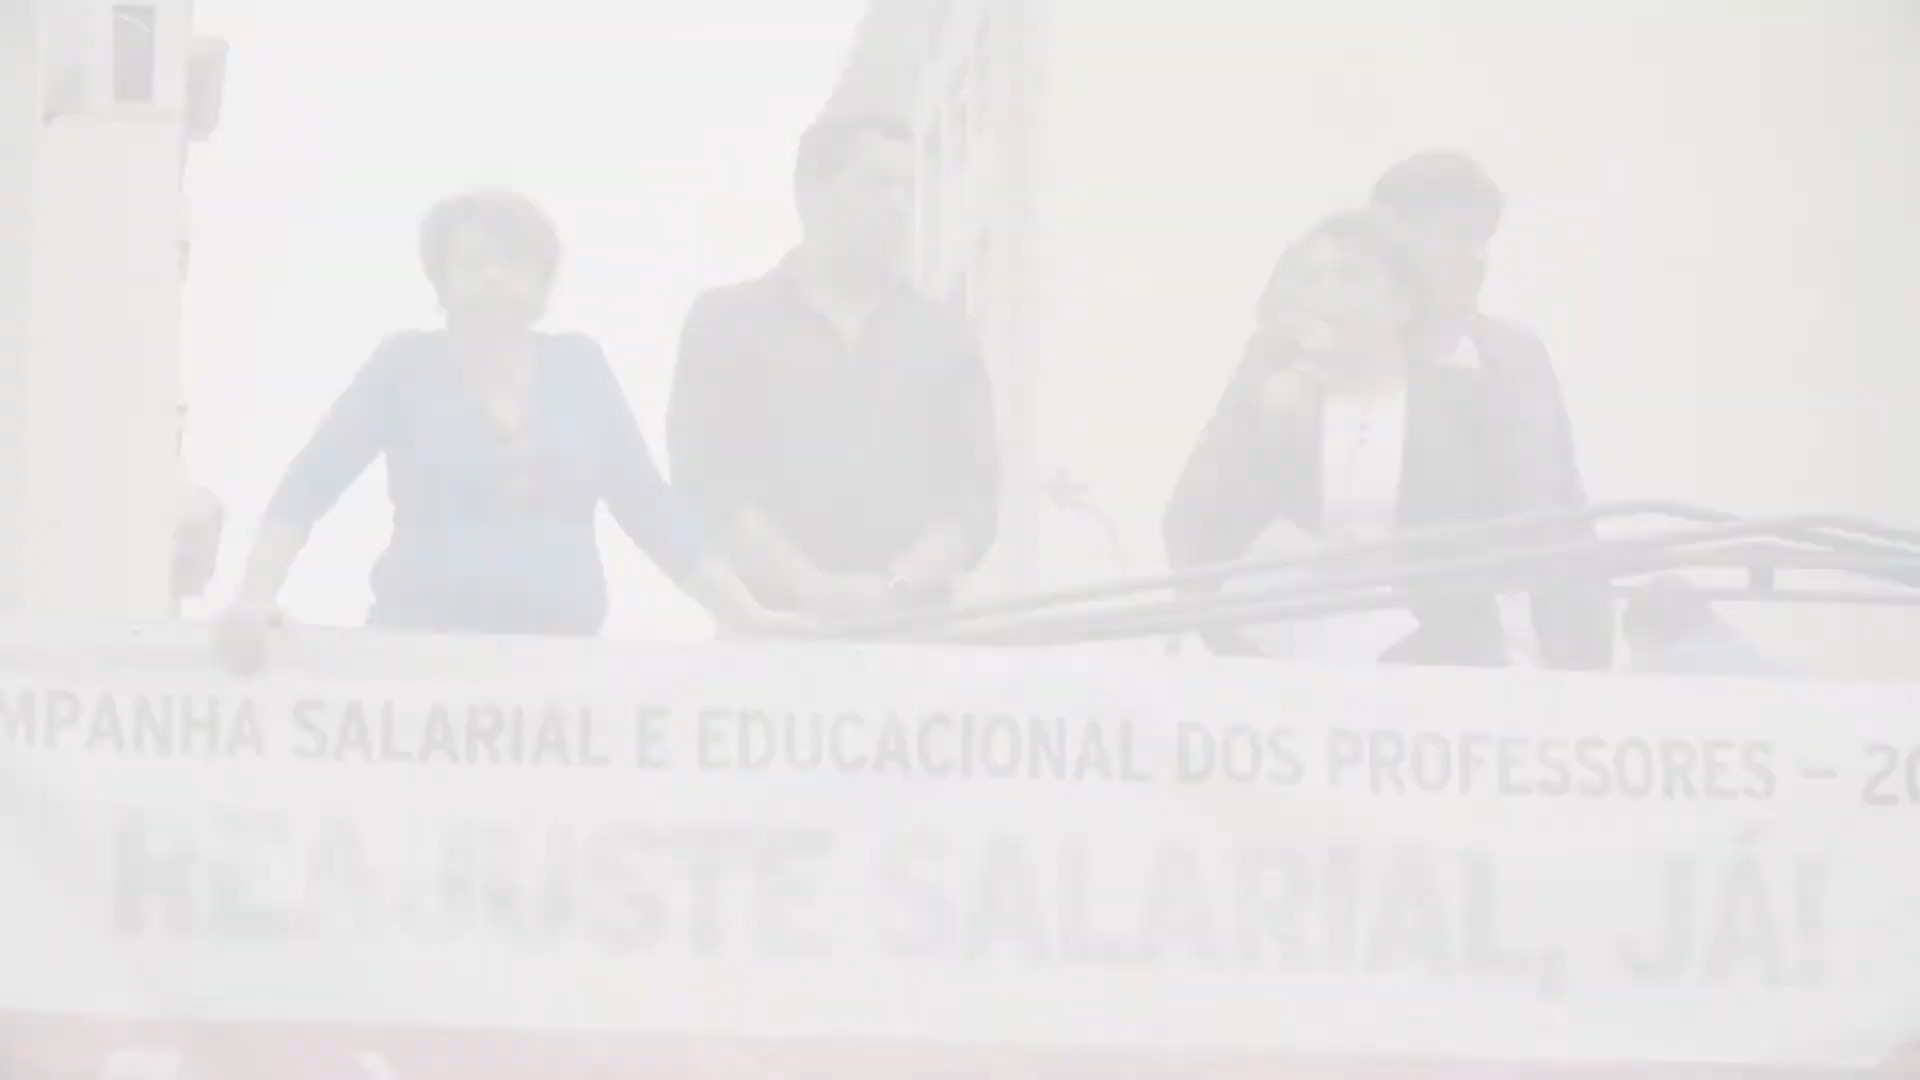 MPANHA SALARIAL E EDUCACIONAL DOS PROFESSORES – 20
REAJUSTE SALARIAL, JÁ!